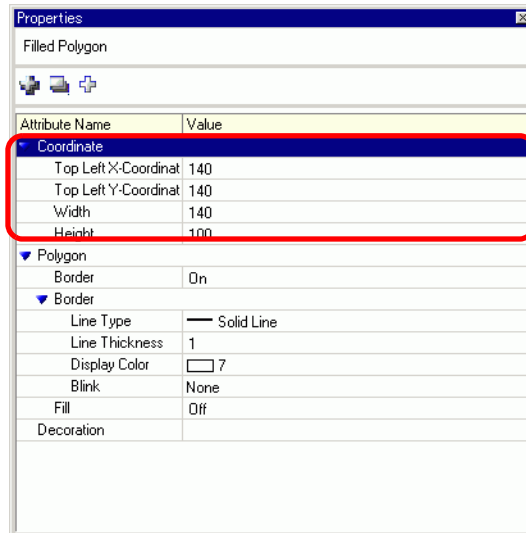 Properties
Filled Polygon
Attribute Name Value
Coordinate
Top Left X-Coordinat 140
Top Left Y-Coordinat 140
Width 140
Height 100
Polygon
Border On
Border
Line Type Solid Line
Line Thickness 1
Display Color 7
Blink None
Fill Off
Decoration